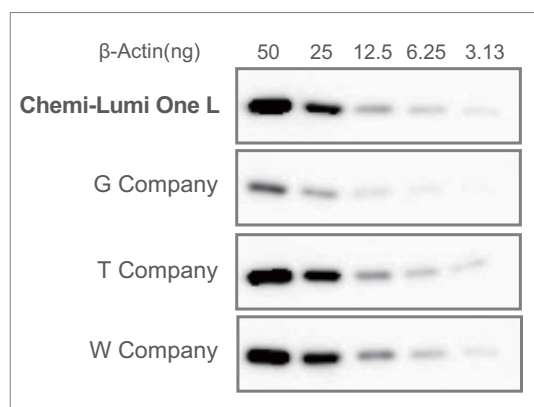 β-Actin(ng) 50 25 12.5 6.25 3.13
Chemi-Lumi One L
G Company
T Company
W Company